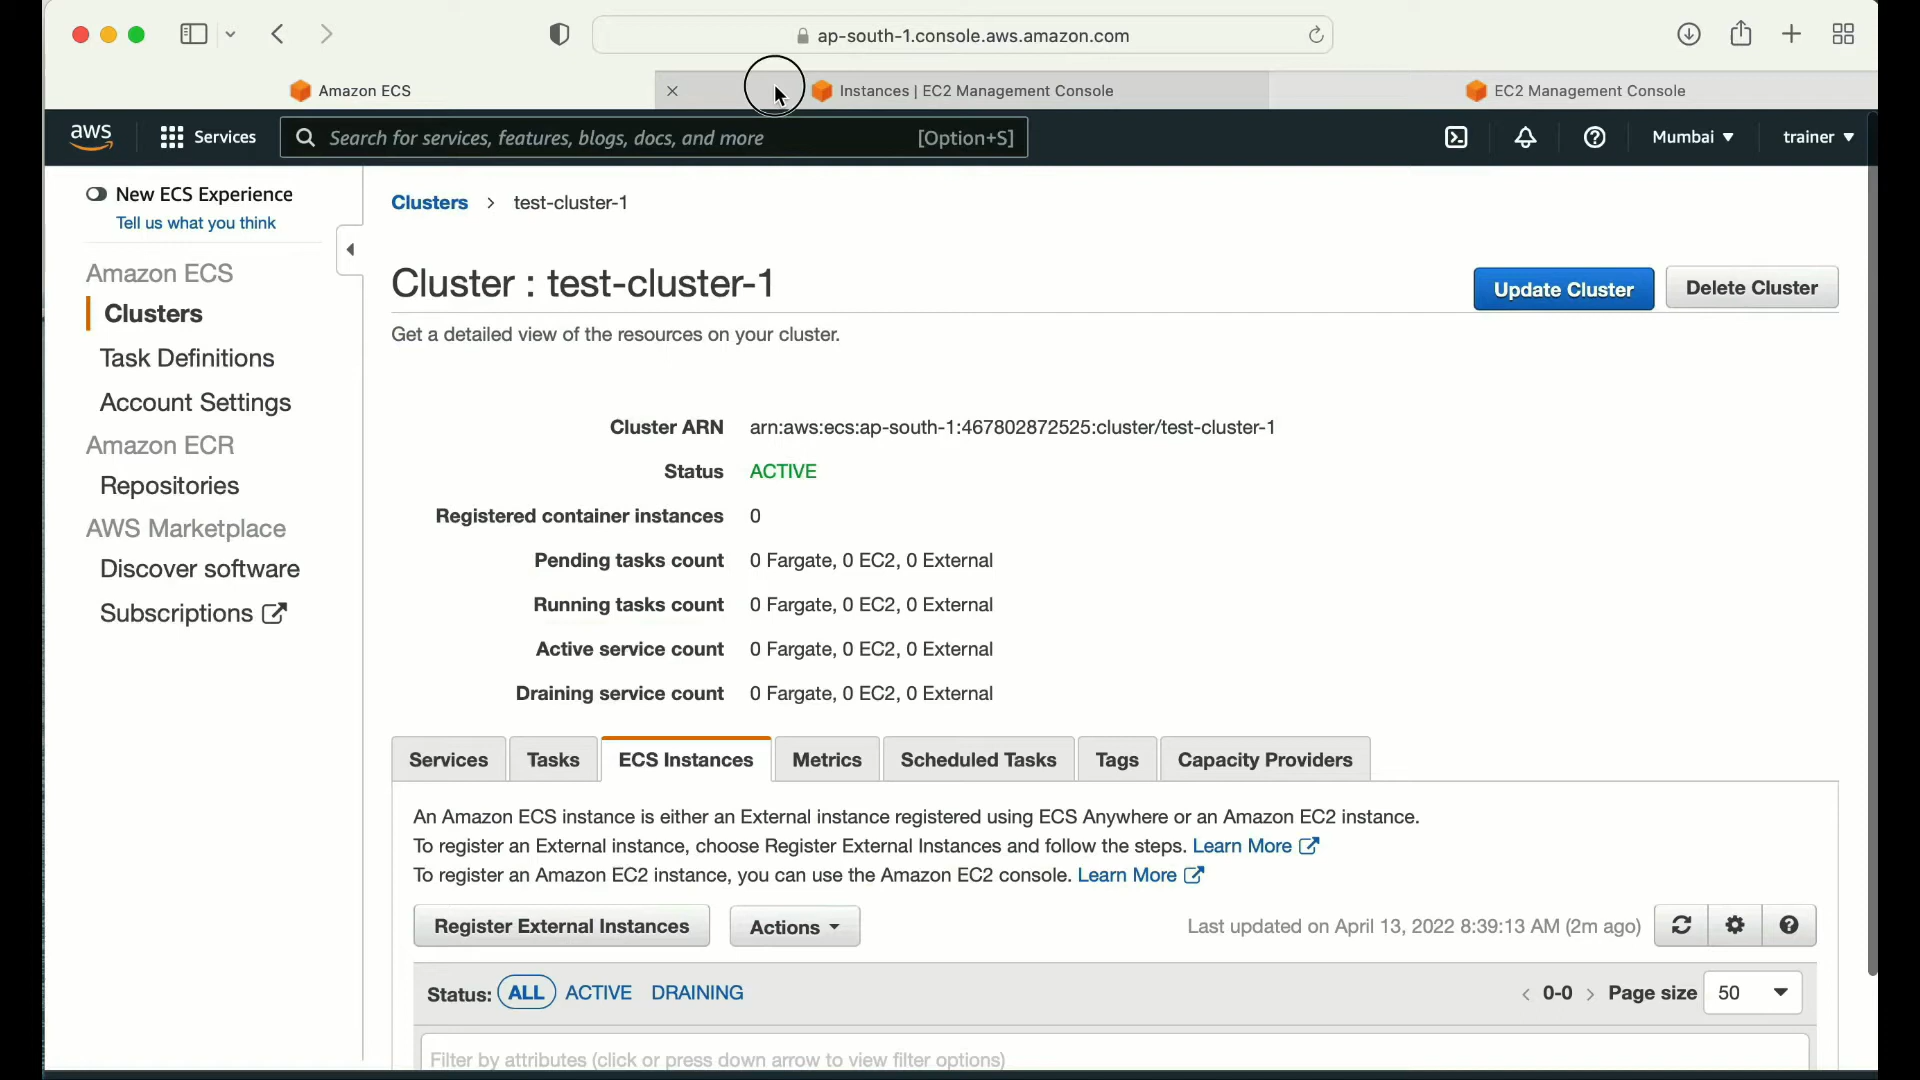 ap-south-1.console.aws.amazon.com
Amazon ECS
Instances | EC2 Management Console
EC2 Management Console
aws
Services
Search for services, features, blogs, docs, and more
[Option+S]
Mumbai
trainer
New ECS Experience
Tell us what you think
Amazon ECS
Clusters
Task Definitions
Account Settings
Amazon ECR
Repositories
AWS Marketplace
Discover software
Subscriptions
Clusters > test-cluster-1
Cluster : test-cluster-1
Update Cluster
Delete Cluster
Get a detailed view of the resources on your cluster.
Cluster ARN arn:aws:ecs:ap-south-1:467802872525:cluster/test-cluster-1
Status ACTIVE
Registered container instances 0
Pending tasks count 0 Fargate, 0 EC2, 0 External
Running tasks count 0 Fargate, 0 EC2, 0 External
Active service count 0 Fargate, 0 EC2, 0 External
Draining service count 0 Fargate, 0 EC2, 0 External
Services
Tasks
ECS Instances
Metrics
Scheduled Tasks
Tags
Capacity Providers
An Amazon ECS instance is either an External instance registered using ECS Anywhere or an Amazon EC2 instance.
To register an External instance, choose Register External Instances and follow the steps. Learn More
To register an Amazon EC2 instance, you can use the Amazon EC2 console. Learn More
Register External Instances
Actions
Last updated on April 13, 2022 8:39:13 AM (2m ago)
Status: ALL ACTIVE DRAINING
< 0-0 > Page size 50
Filter by attributes (click or press down arrow to view filter options)